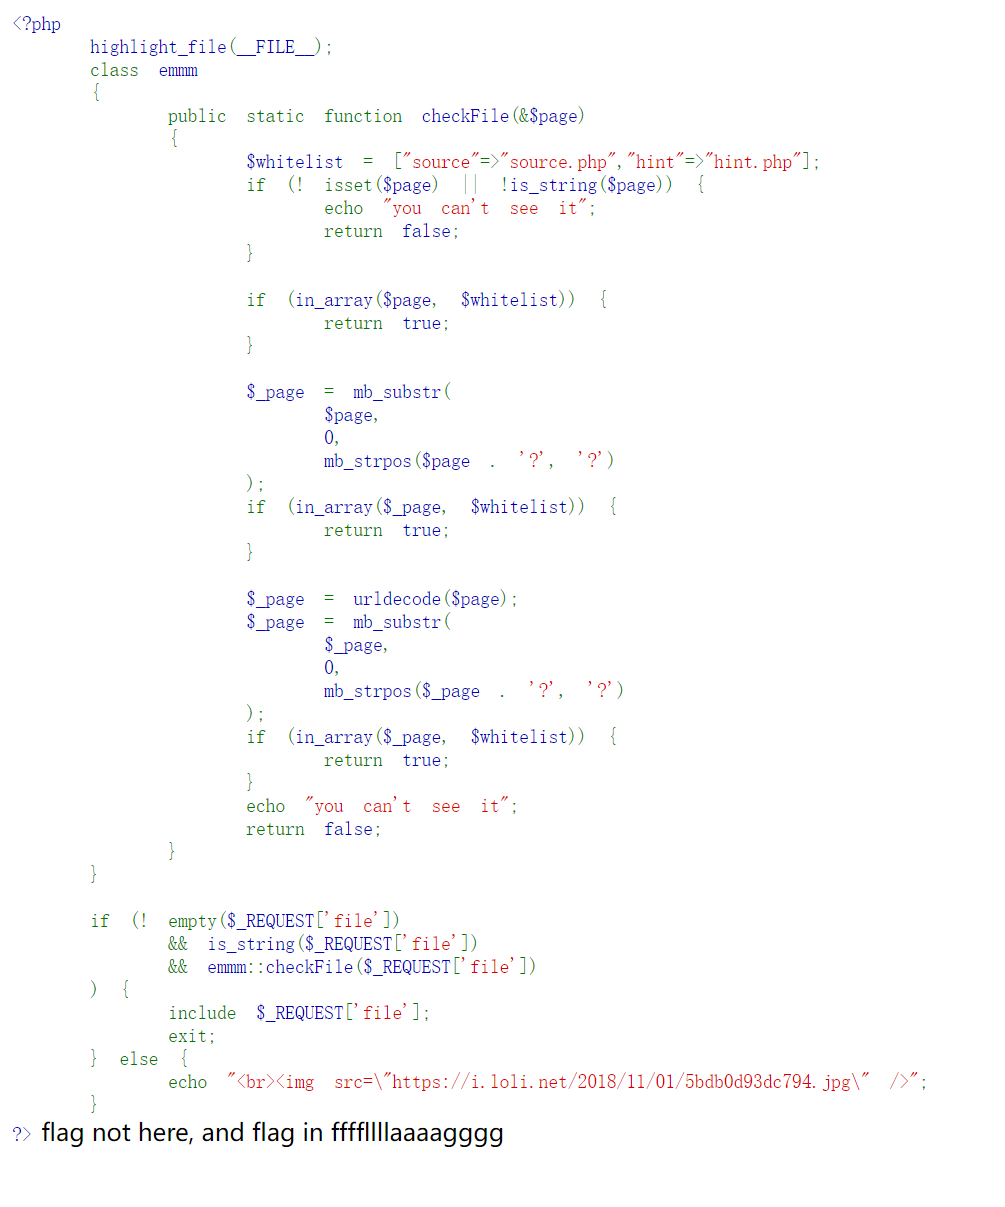 <?php
highlight_file(__FILE__);
class emmm
{
public static function checkFile(&$page)
{
$whitelist = ["source"=>"source.php","hint"=>"hint.php"];
if (! isset($page) || !is_string($page)) {
echo "you can't see it";
return false;
}
if (in_array($page, $whitelist)) {
return true;
}
$_page = mb_substr(
$page,
0,
mb_strpos($page . '?', '?')
);
if (in_array($_page, $whitelist)) {
return true;
}
$_page = urldecode($page);
$_page = mb_substr(
$_page,
0,
mb_strpos($_page . '?', '?')
);
if (in_array($_page, $whitelist)) {
return true;
}
echo "you can't see it";
return false;
}
}
if (! empty($_REQUEST['file'])
&& is_string($_REQUEST['file'])
&& emmm::checkFile($_REQUEST['file'])
) {
include $_REQUEST['file'];
exit;
} else {
echo "<br><img src=\"https://i.loli.net/2018/11/01/5bdb0d93dc794.jpg\" />";
}
?> flag not here, and flag in ffffllllaaaagggg